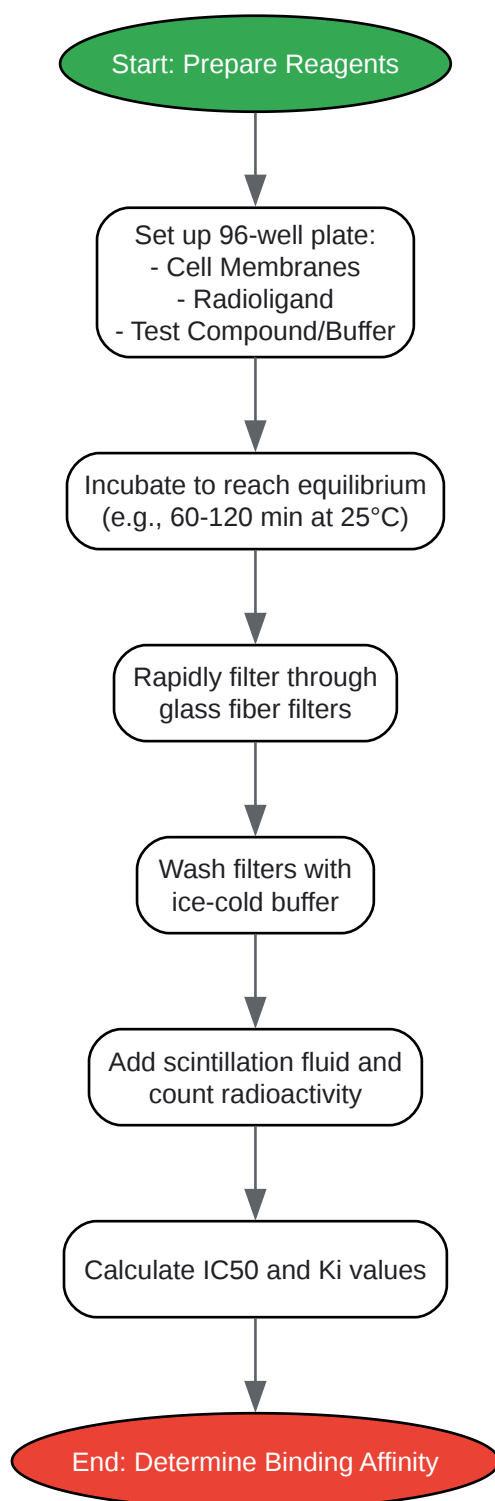 Start: Prepare Reagents
Set up 96-well plate:
- Cell Membranes
- Radioligand
- Test Compound/Buffer
Incubate to reach equilibrium
(e.g., 60-120 min at 25°C)
Rapidly filter through
glass fiber filters
Wash filters with
ice-cold buffer
Add scintillation fluid and
count radioactivity
Calculate IC50 and Ki values
End: Determine Binding Affinity